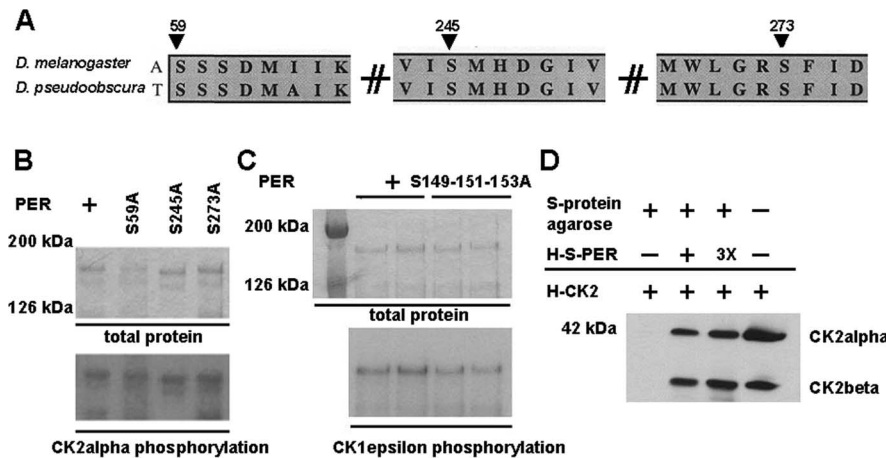 A
59
245
273
D. melanogaster A S S S D M I I K V I S M H D G I V M W L G R S F I D
D. pseudoobscura T S S S D M A I K V I S M H D G I V M W L G R S F I D
B
PER + S59A S245A S273A
200 kDa
126 kDa
total protein
CK2alpha phosphorylation
C
PER + S149-151-153A
200 kDa
126 kDa
total protein
CK1epsilon phosphorylation
D
S-protein
agarose + + + −
H-S-PER − + 3X −
H-CK2 + + + +
42 kDa
CK2alpha
CK2beta